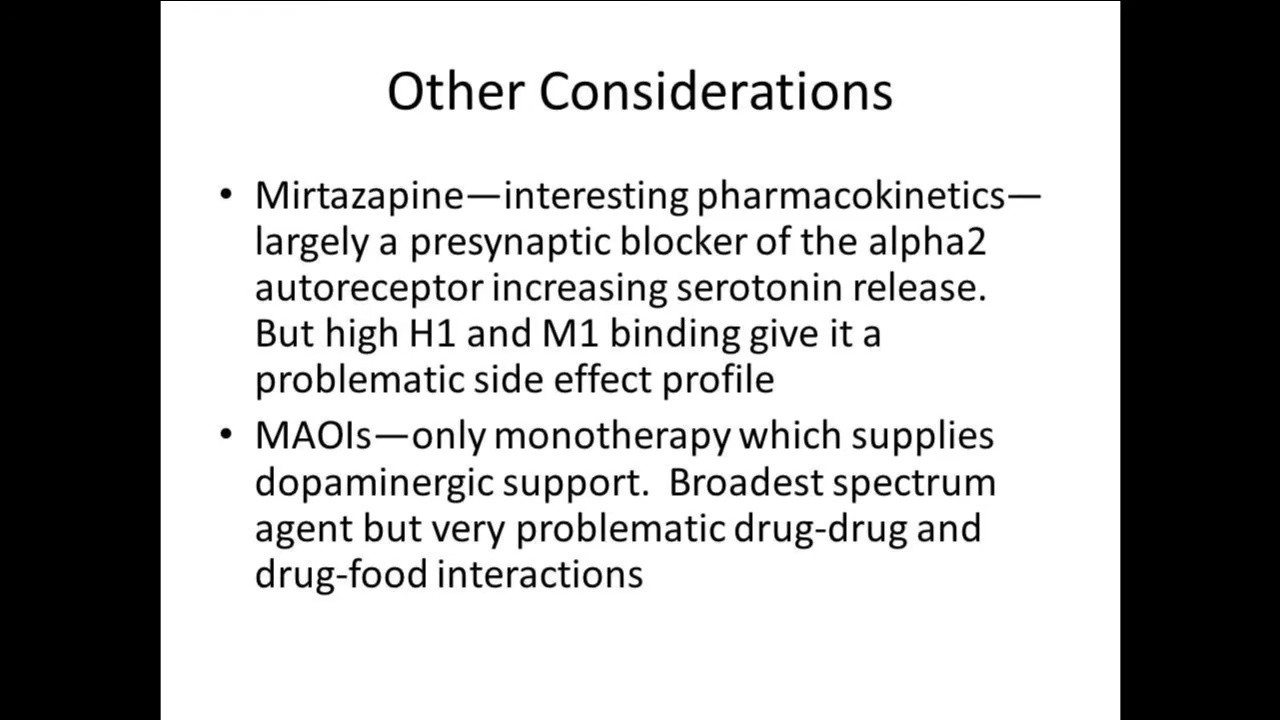 Other Considerations
• Mirtazapine—interesting pharmacokinetics—
largely a presynaptic blocker of the alpha2
autoreceptor increasing serotonin release.
But high H1 and M1 binding give it a
problematic side effect profile
• MAOIs—only monotherapy which supplies
dopaminergic support.  Broadest spectrum
agent but very problematic drug-drug and
drug-food interactions